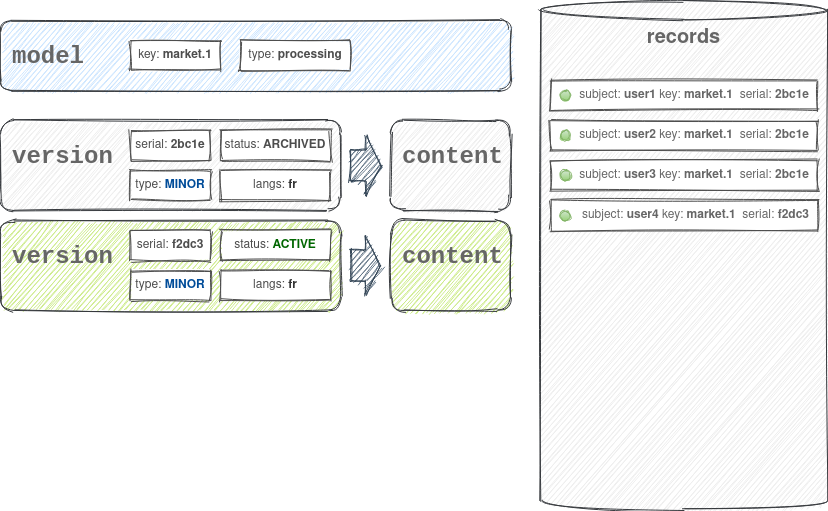 model
key: market.1
type: processing
version
serial: 2bc1e
status: ARCHIVED
type: MINOR
langs: fr
content
version
serial: f2dc3
status: ACTIVE
type: MINOR
langs: fr
content
records
subject: user1 key: market.1 serial: 2bc1e
subject: user2 key: market.1 serial: 2bc1e
subject: user3 key: market.1 serial: 2bc1e
subject: user4 key: market.1 serial: f2dc3